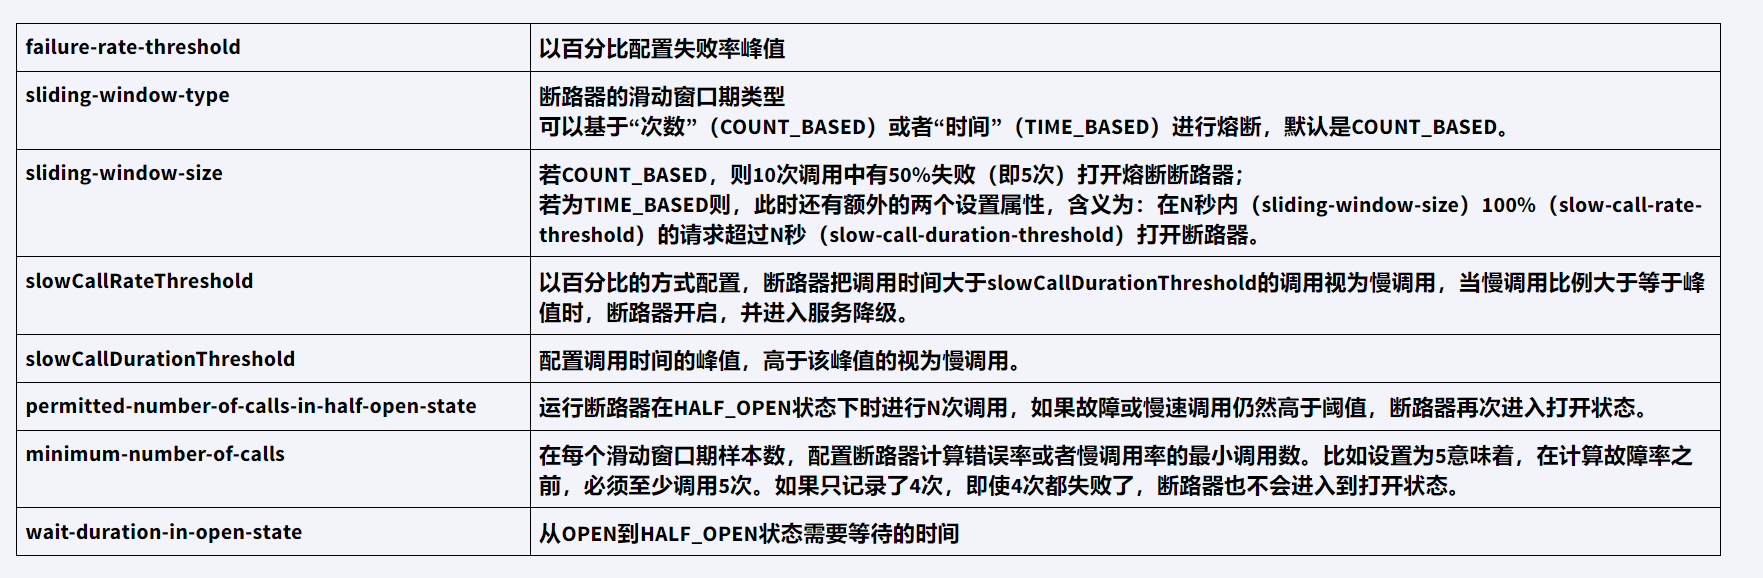 failure-rate-threshold
以百分比配置失败率峰值
sliding-window-type
断路器的滑动窗口期类型
可以基于“次数”（COUNT_BASED）或者“时间”（TIME_BASED）进行熔断，默认是COUNT_BASED。
sliding-window-size
若COUNT_BASED，则10次调用中有50%失败（即5次）打开熔断断路器；
若为TIME_BASED则，此时还有额外的两个设置属性，含义为：在N秒内（sliding-window-size）100%（slow-call-rate-
threshold）的请求超过N秒（slow-call-duration-threshold）打开断路器。
slowCallRateThreshold
以百分比的方式配置，断路器把调用时间大于slowCallDurationThreshold的调用视为慢调用，当慢调用比例大于等于峰
值时，断路器开启，并进入服务降级。
slowCallDurationThreshold
配置调用时间的峰值，高于该峰值的视为慢调用。
permitted-number-of-calls-in-half-open-state
运行断路器在HALF_OPEN状态下时进行N次调用，如果故障或慢速调用仍然高于阈值，断路器再次进入打开状态。
minimum-number-of-calls
在每个滑动窗口期样本数，配置断路器计算错误率或者慢调用率的最小调用数。比如设置为5意味着，在计算故障率之
前，必须至少调用5次。如果只记录了4次，即使4次都失败了，断路器也不会进入到打开状态。
wait-duration-in-open-state
从OPEN到HALF_OPEN状态需要等待的时间